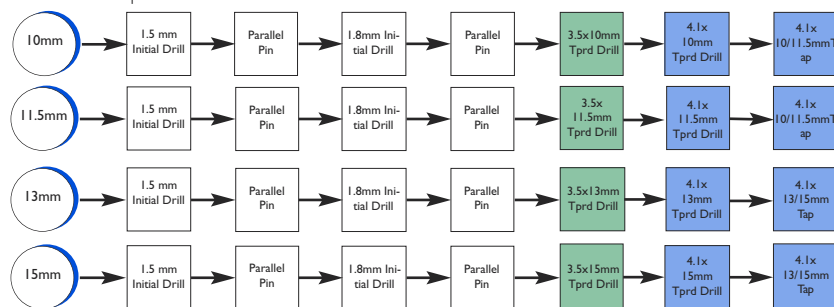 10mm
1.5 mm
Initial Drill
Parallel
Pin
1.8mm Ini-
tial Drill
Parallel
Pin
3.5x10mm
Tprd Drill
4.1x
10mm
Tprd Drill
4.1x
10/11.5mmT
ap
11.5mm
1.5 mm
Initial Drill
Parallel
Pin
1.8mm Ini-
tial Drill
Parallel
Pin
3.5x
11.5mm
Tprd Drill
4.1x
11.5mm
Tprd Drill
4.1x
10/11.5mmT
ap
13mm
1.5 mm
Initial Drill
Parallel
Pin
1.8mm Ini-
tial Drill
Parallel
Pin
3.5x13mm
Tprd Drill
4.1x
13mm
Tprd Drill
4.1x
13/15mm
Tap
15mm
1.5 mm
Initial Drill
Parallel
Pin
1.8mm Ini-
tial Drill
Parallel
Pin
3.5x15mm
Tprd Drill
4.1x
15mm
Tprd Drill
4.1x
13/15mm
Tap